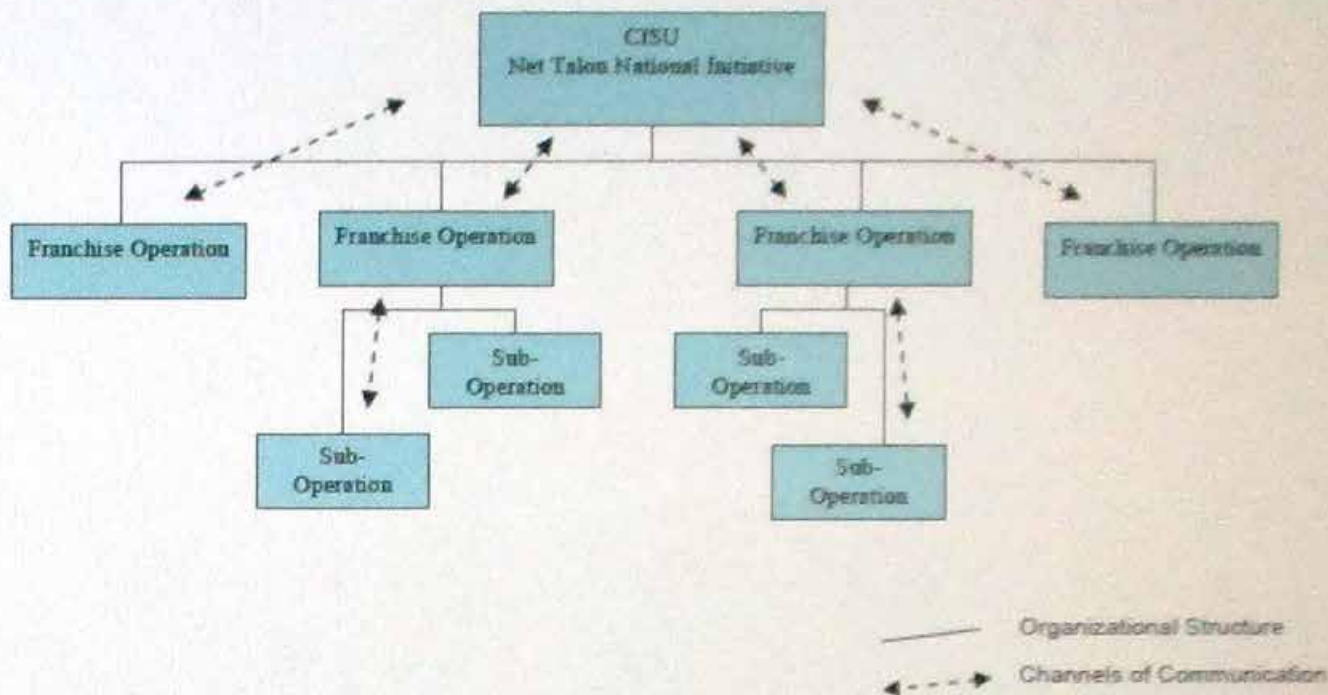 CISU
Net Talon National Initiative
Franchise Operation
Franchise Operation
Franchise Operation
Franchise Operation
Sub-
Operation
Sub-
Operation
Sub-
Operation
Sub-
Operation
Organizational Structure
Channels of Communication